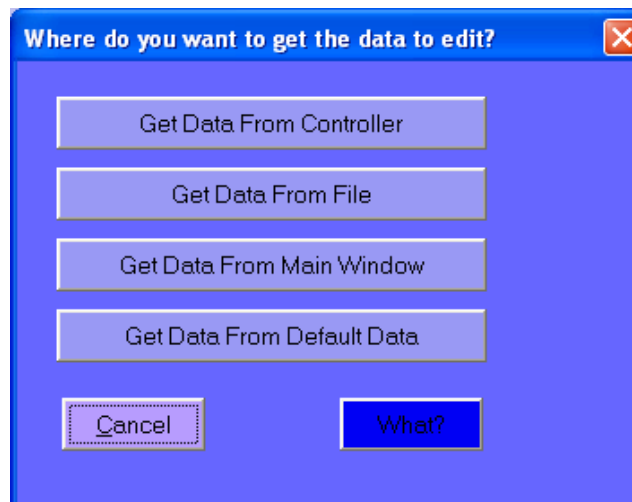 Where do you want to get the data to edit?
Get Data From Controller
Get Data From File
Get Data From Main Window
Get Data From Default Data
Cancel What?